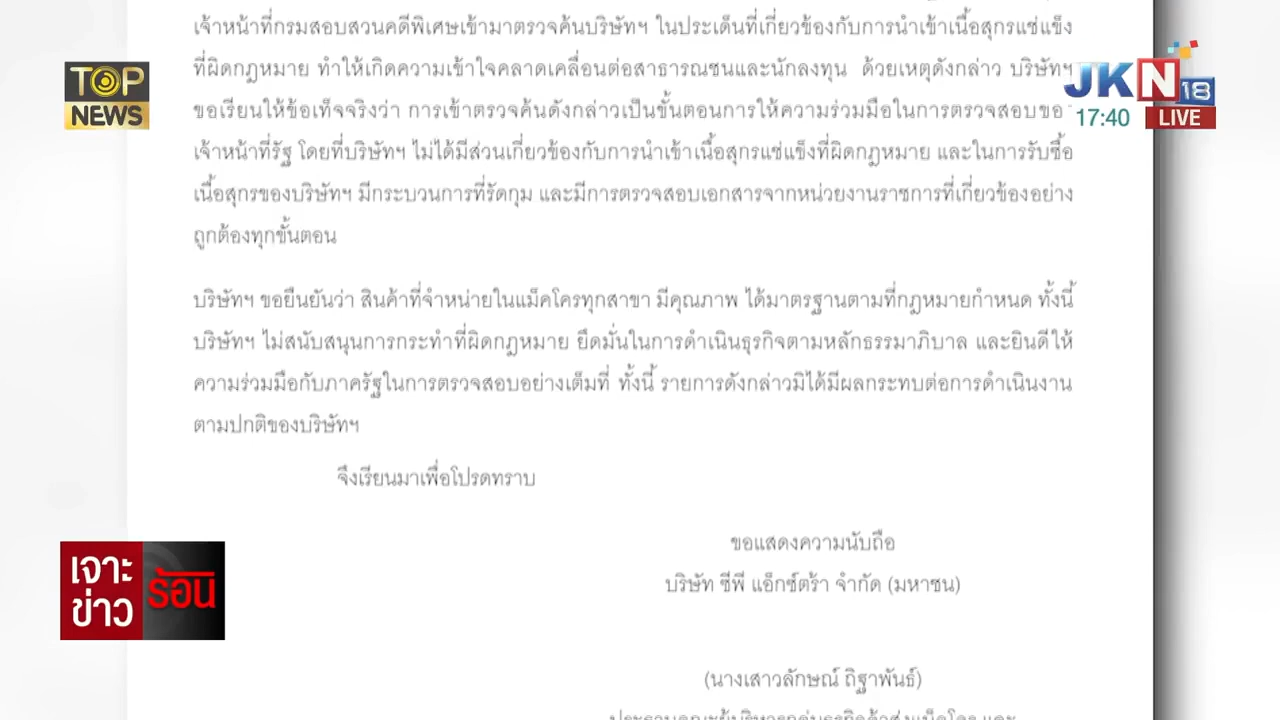 เจ้าหน้าที่กรมสอบสวนคดีพิเศษเข้ามาตรวจค้นบริษัทฯ ในประเด็นที่เกี่ยวข้องกับการนำเข้าเนื้อสุกรแช่แข็ง
ที่ผิดกฎหมาย ทำให้เกิดความเข้าใจคลาดเคลื่อนต่อสาธารณชนและนักลงทุน ด้วยเหตุดังกล่าว บริษัทฯ
ขอเรียนให้ข้อเท็จจริงว่า การเข้าตรวจค้นดังกล่าวเป็นขั้นตอนการให้ความร่วมมือในการตรวจสอบขอ
เจ้าหน้าที่รัฐ โดยที่บริษัทฯ ไม่ได้มีส่วนเกี่ยวข้องกับการนำเข้าเนื้อสุกรแช่แข็งที่ผิดกฎหมาย และในการรับซื้อ
เนื้อสุกรของบริษัทฯ มีกระบวนการที่รัดกุม และมีการตรวจสอบเอกสารจากหน่วยงานราชการที่เกี่ยวข้องอย่าง
ถูกต้องทุกขั้นตอน
บริษัทฯ ขอยืนยันว่า สินค้าที่จำหน่ายในแม็คโครทุกสาขา มีคุณภาพ ได้มาตรฐานตามที่กฎหมายกำหนด ทั้งนี้
บริษัทฯ ไม่สนับสนุนการกระทำที่ผิดกฎหมาย ยึดมั่นในการดำเนินธุรกิจตามหลักธรรมาภิบาล และยินดีให้
ความร่วมมือกับภาครัฐในการตรวจสอบอย่างเต็มที่ ทั้งนี้ รายการดังกล่าวมิได้มีผลกระทบต่อการดำเนินงาน
ตามปกติของบริษัทฯ
จึงเรียนมาเพื่อโปรดทราบ
ขอแสดงความนับถือ
บริษัท ซีพี แอ็กซ์ตร้า จำกัด (มหาชน)
(นางเสาวลักษณ์ ถิฐาพันธ์)
ประธานคณะผู้บริหารกลุ่มธุรกิจค้าส่งแม็คโคร และ
TOP
NEWS
JKN 18
17:40 LIVE
เจาะ
ข่าว
ร้อน